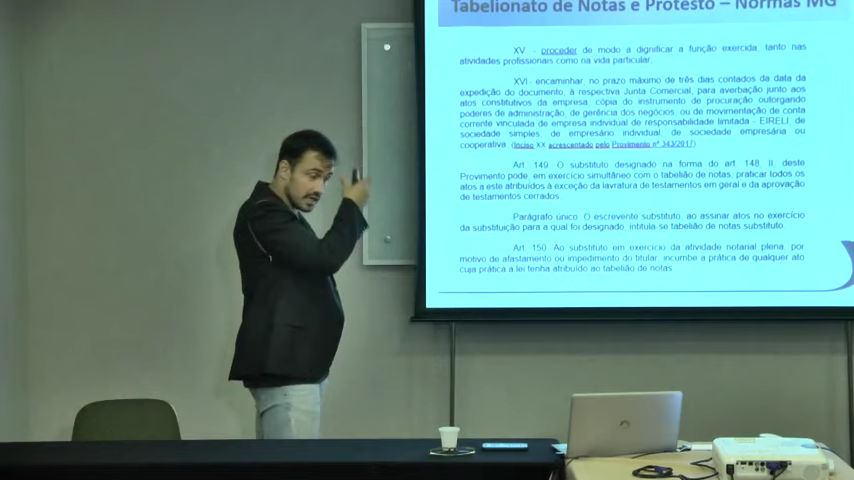 Tabelionato de Notas e Protesto – Normas MG
XV - proceder de modo a dignificar a função exercida, tanto nas
atividades profissionais como na vida particular.
XVI- encaminhar, no prazo máximo de três dias contados da data da
expedição do documento, à respectiva Junta Comercial, para averbação junto aos
atos constitutivos da empresa, cópia do instrumento de procuração outorgando
poderes de administração, de gerência dos negócios, ou de movimentação de conta
corrente vinculada de empresa individual de responsabilidade limitada - EIRELI, de
sociedade simples, de empresário individual, de sociedade empresária ou
cooperativa. (Inciso XX acrescentado pelo Provimento nº 343/2017)
Art. 149. O substituto designado na forma do art. 148, II, deste
Provimento pode, em exercício simultâneo com o tabelião de notas, praticar todos os
atos a este atribuídos à exceção da lavratura de testamentos em geral e da aprovação
de testamentos cerrados.
Parágrafo único. O escrevente substituto, ao assinar atos no exercício
da substituição para a qual foi designado, intitula-se tabelião de notas substituto.
Art. 150. Ao substituto em exercício da atividade notarial plena, por
motivo de afastamento ou impedimento do titular, incumbe a prática de qualquer ato
cuja prática a lei tenha atribuído ao tabelião de notas.
hp